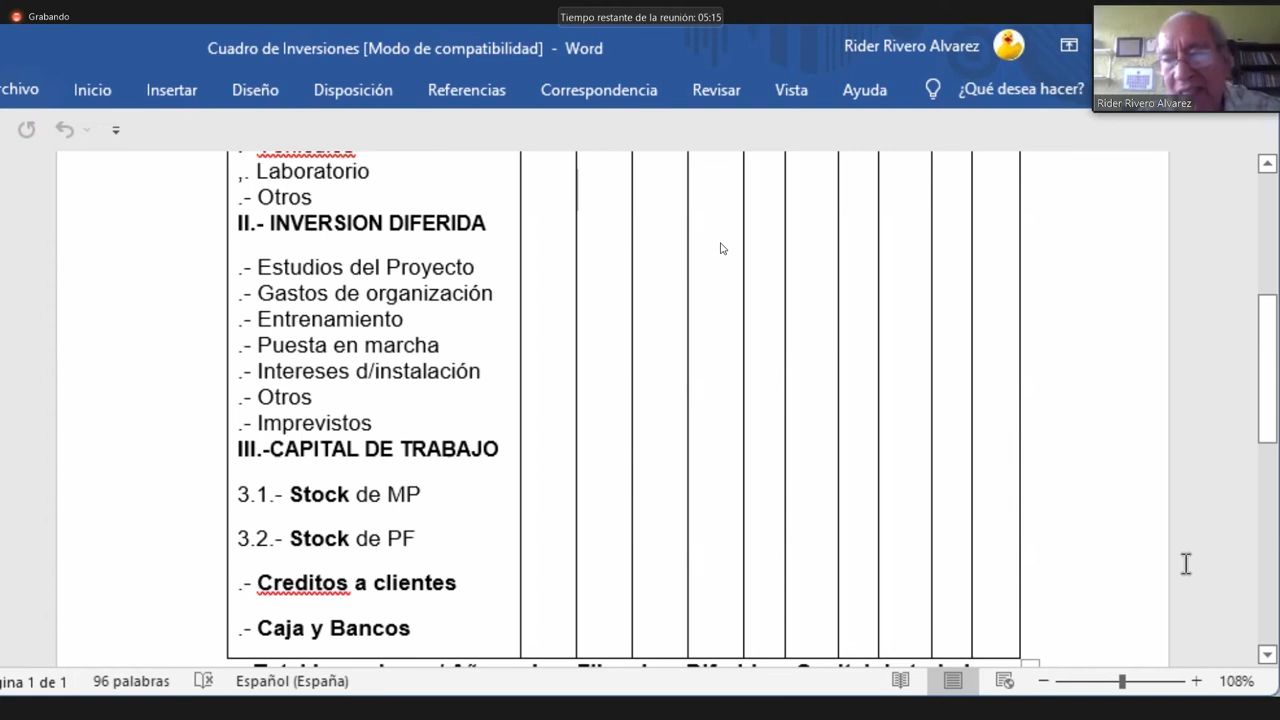 Grabando
Tiempo restante de la reunión: 05:15
Cuadro de Inversiones [Modo de compatibilidad] - Word
Rider Rivero Alvarez
Rider Rivero Alvarez
rchivo Inicio Insertar Diseño Disposición Referencias Correspondencia Revisar Vista Ayuda ¿Qué desea hacer?
,. Laboratorio
.- Otros
II.- INVERSION DIFERIDA
.- Estudios del Proyecto
.- Gastos de organización
.- Entrenamiento
.- Puesta en marcha
.- Intereses d/instalación
.- Otros
.- Imprevistos
III.-CAPITAL DE TRABAJO
3.1.- Stock de MP
3.2.- Stock de PF
.- Creditos a clientes
.- Caja y Bancos
gina 1 de 1 96 palabras Español (España) 108%